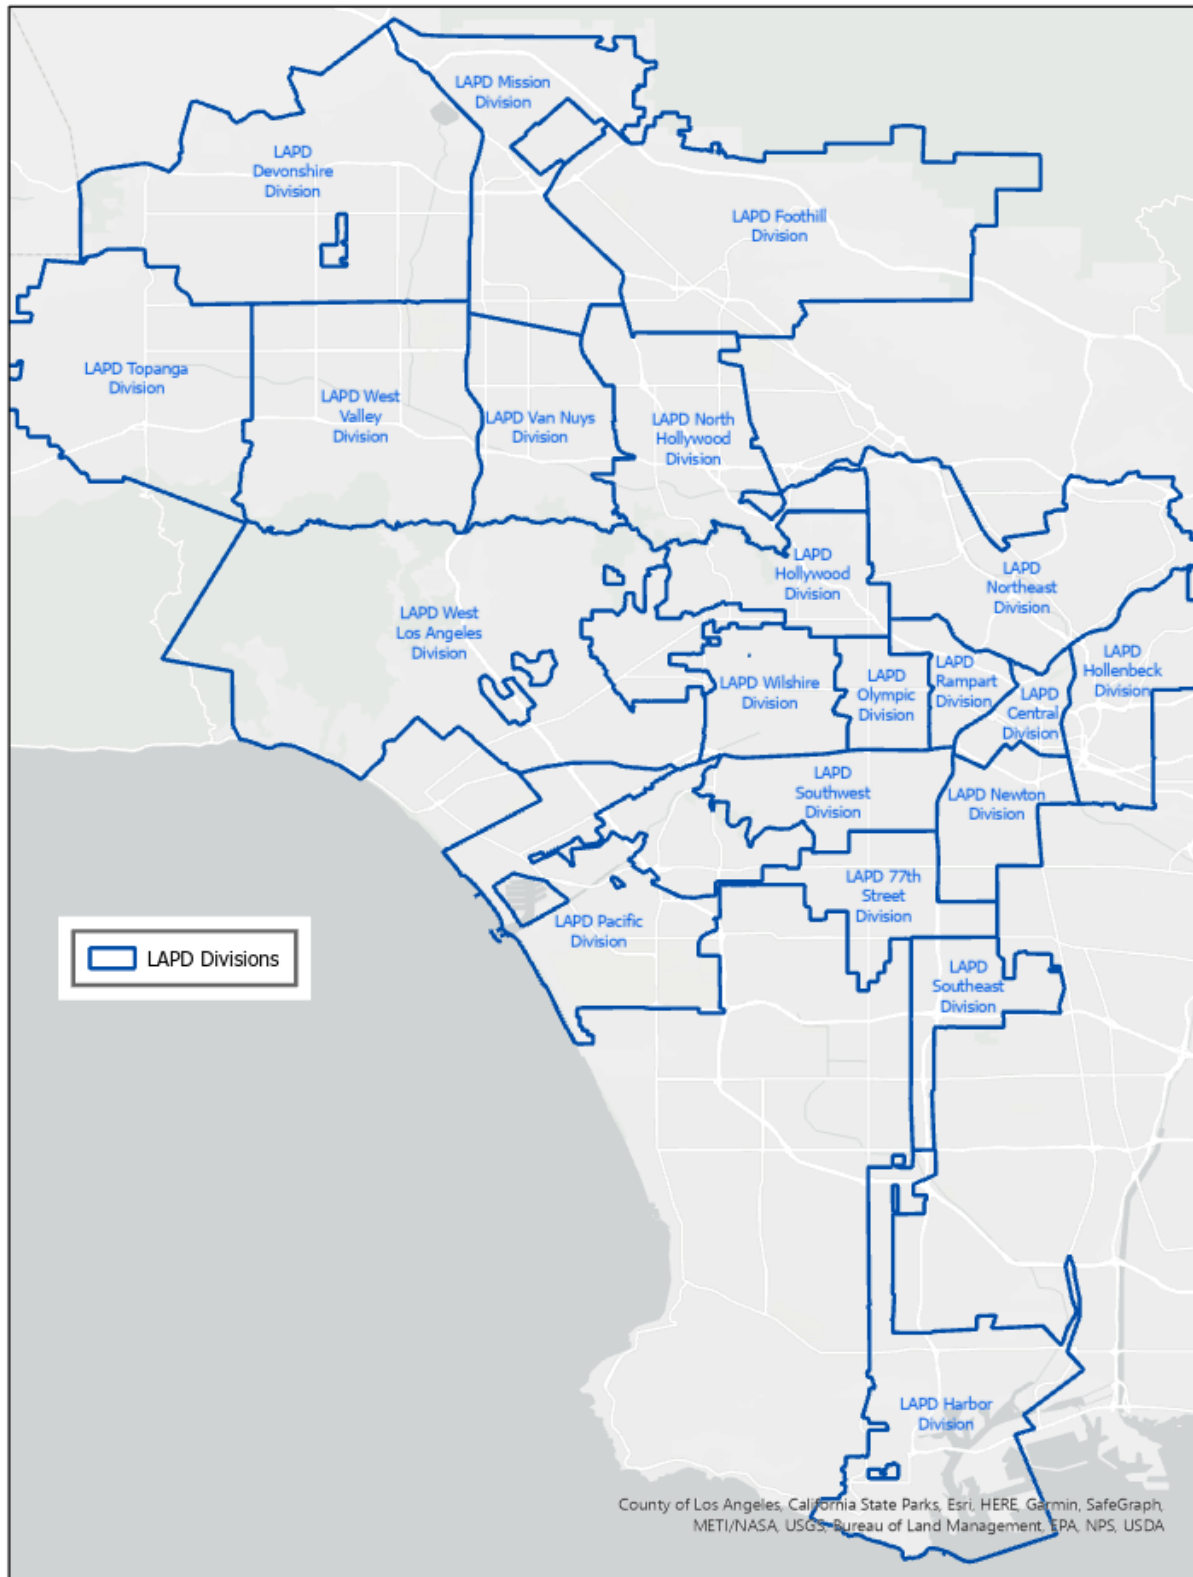 LAPD Mission
Division
LAPD
Devonshire
Division
LAPD Foothill
Division
LAPD Topanga
Division
LAPD West
Valley
Division
LAPD Van Nuys
Division
LAPD North
Hollywood
Division
LAPD
Hollywood
Division
LAPD
Northeast
Division
LAPD West
Los Angeles
Division
LAPD Wilshire
Division
LAPD
Olympic
Division
LAPD
Rampart
Division
LAPD
Central
Division
LAPD
Hollenbeck
Division
LAPD
Southwest
Division
LAPD Newton
Division
LAPD 77th
Street
Division
LAPD Pacific
Division
LAPD
Southeast
Division
LAPD Divisions
LAPD Harbor
Division
County of Los Angeles, California State Parks, Esri, HERE, Garmin, SafeGraph,
METI/NASA, USGS, Bureau of Land Management, EPA, NPS, USDA